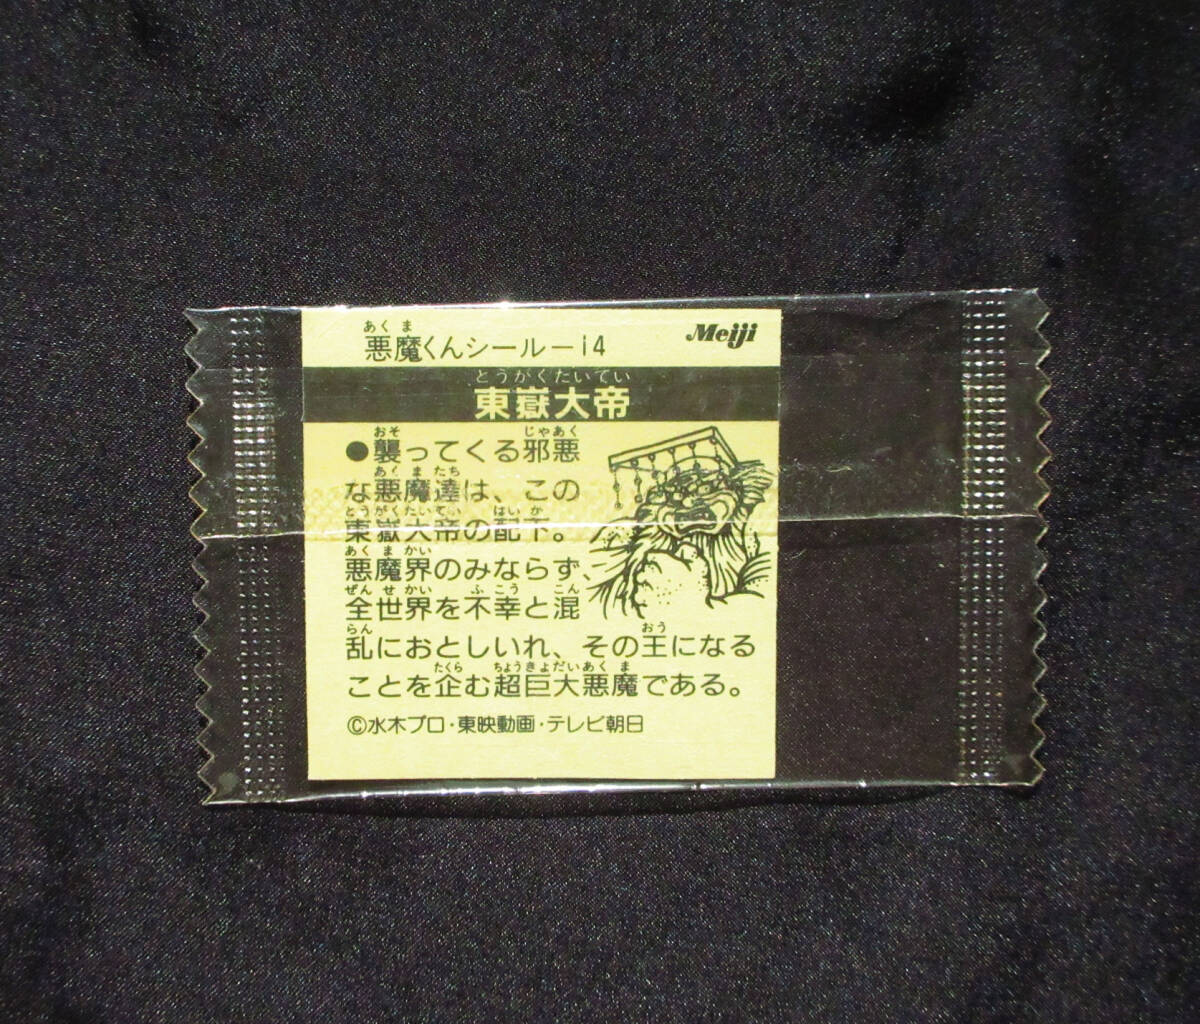 あくま
悪魔くんシール－i4
Meiji
とうがくだいてい
東嶽大帝
おそ じゃあく
●襲ってくる邪悪
あくまたち
な悪魔達は、この
とうがくたいてい はいか
東嶽大帝の配下。
あくまかい
悪魔界のみならず、
ぜんせかい ふこう こん
全世界を不幸と混
らん おう
乱におとしいれ、その王になる
たくら ちょうきょだいあくま
ことを企む超巨大悪魔である。
©水木プロ・東映動画・テレビ朝日